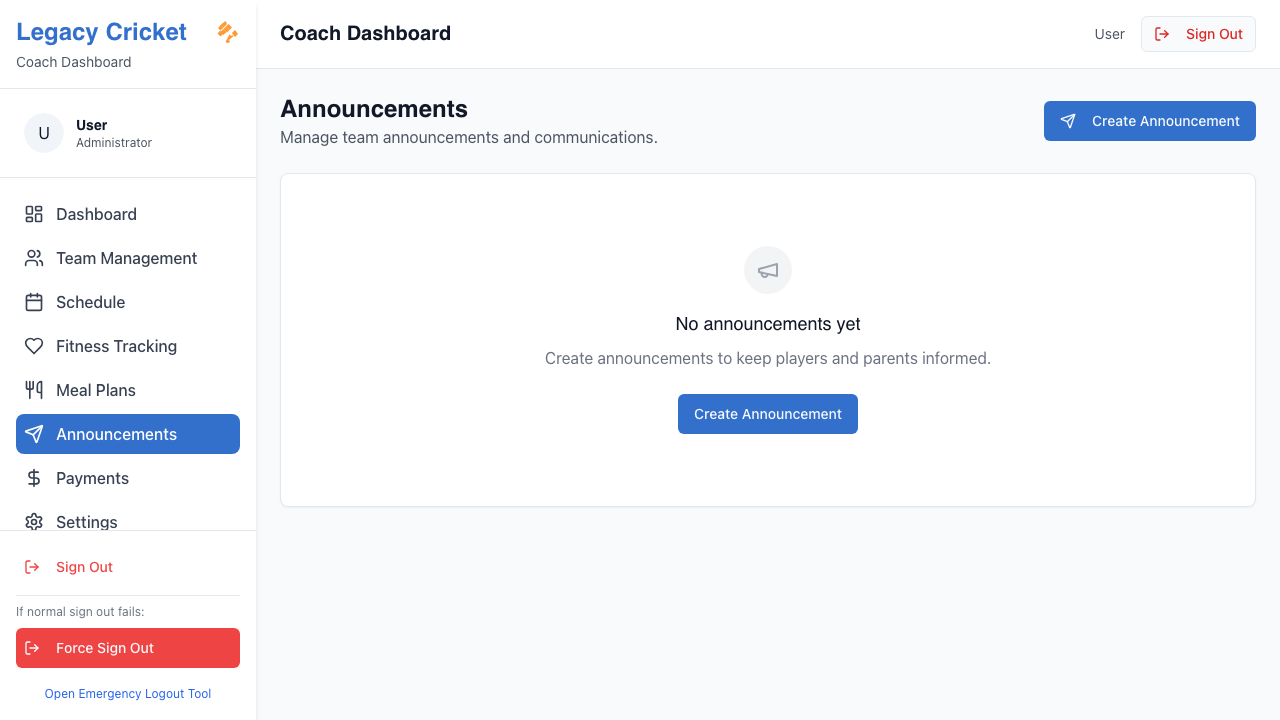 Legacy Cricket
Coach Dashboard
U
User
Administrator
Dashboard
Team Management
Schedule
Fitness Tracking
Meal Plans
Announcements
Payments
Settings
Sign Out
If normal sign out fails:
Force Sign Out
Open Emergency Logout Tool
Coach Dashboard
User
Sign Out
Announcements
Manage team announcements and communications.
Create Announcement
No announcements yet
Create announcements to keep players and parents informed.
Create Announcement